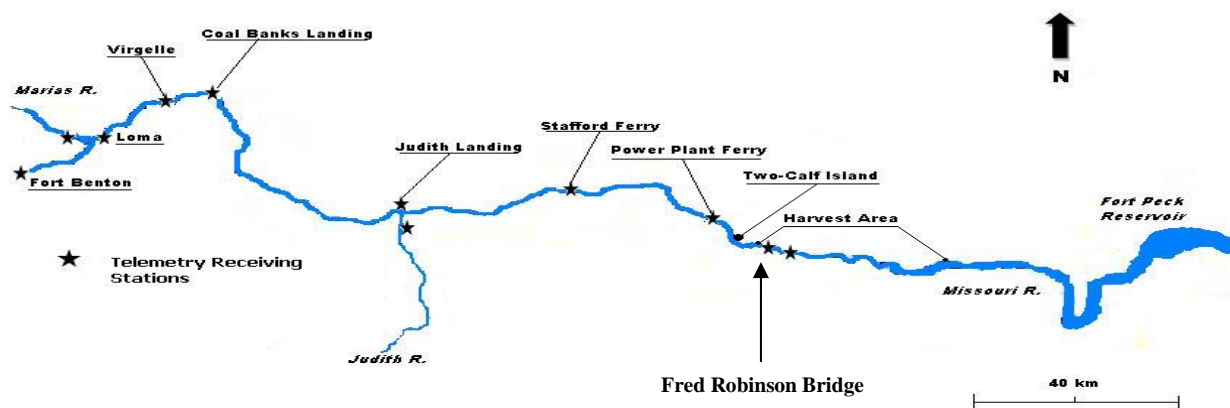 Coal Banks Landing
Virgelle
N
Marias R.
Stafford Ferry
Loma
Judith Landing
Power Plant Ferry
Two-Calf Island
Fort Benton
Fort Peck
Reservoir
Harvest Area
Telemetry Receiving
Stations
Missouri R.
Judith R.
Fred Robinson Bridge
40 km